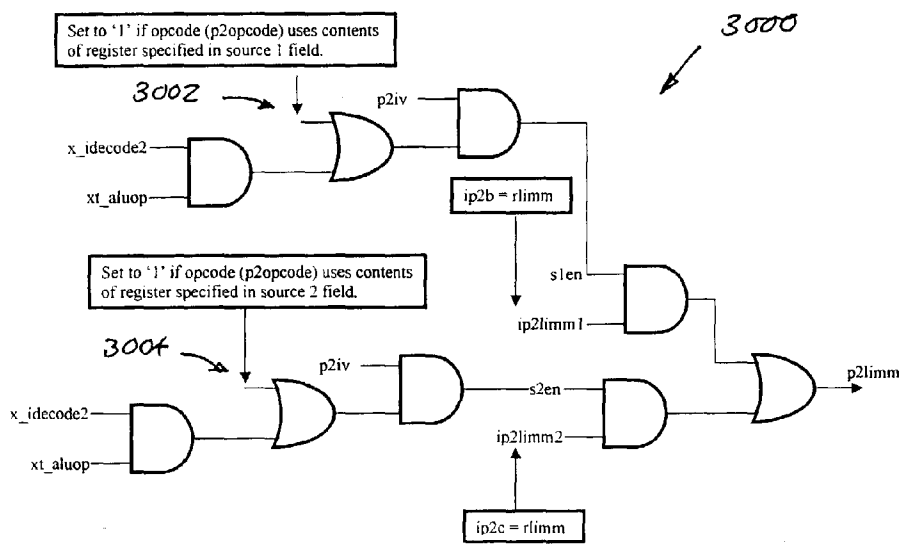 Set to '1' if opcode (p2opcode) uses contents
of register specified in source 1 field.
3000
3002
p2iv
x_idecode2
xt_aluop
ip2b = rlimm
Set to '1' if opcode (p2opcode) uses contents
of register specified in source 2 field.
s1en
ip2limm1
3004
p2iv
p2limm
s2en
x_idecode2
ip2limm2
xt_aluop
ip2c = rlimm